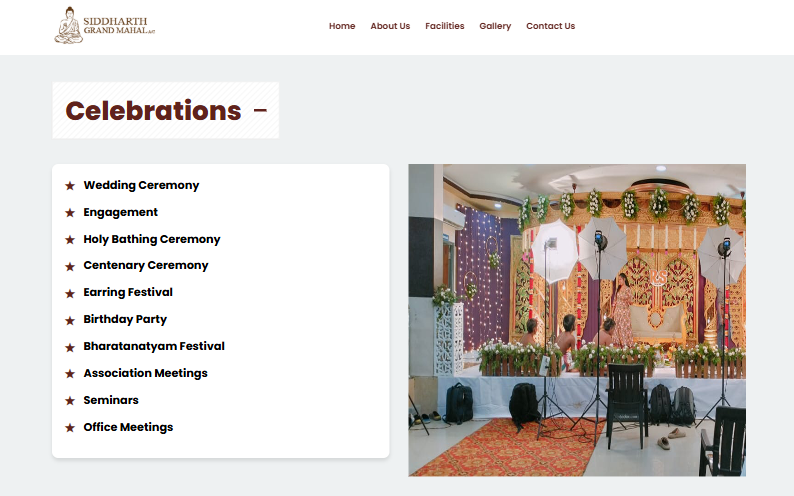 SIDDHARTH
GRAND MAHAL
Home
About Us
Facilities
Gallery
Contact Us
Celebrations –
Wedding Ceremony
Engagement
Holy Bathing Ceremony
Centenary Ceremony
Earring Festival
Birthday Party
Bharatanatyam Festival
Association Meetings
Seminars
Office Meetings